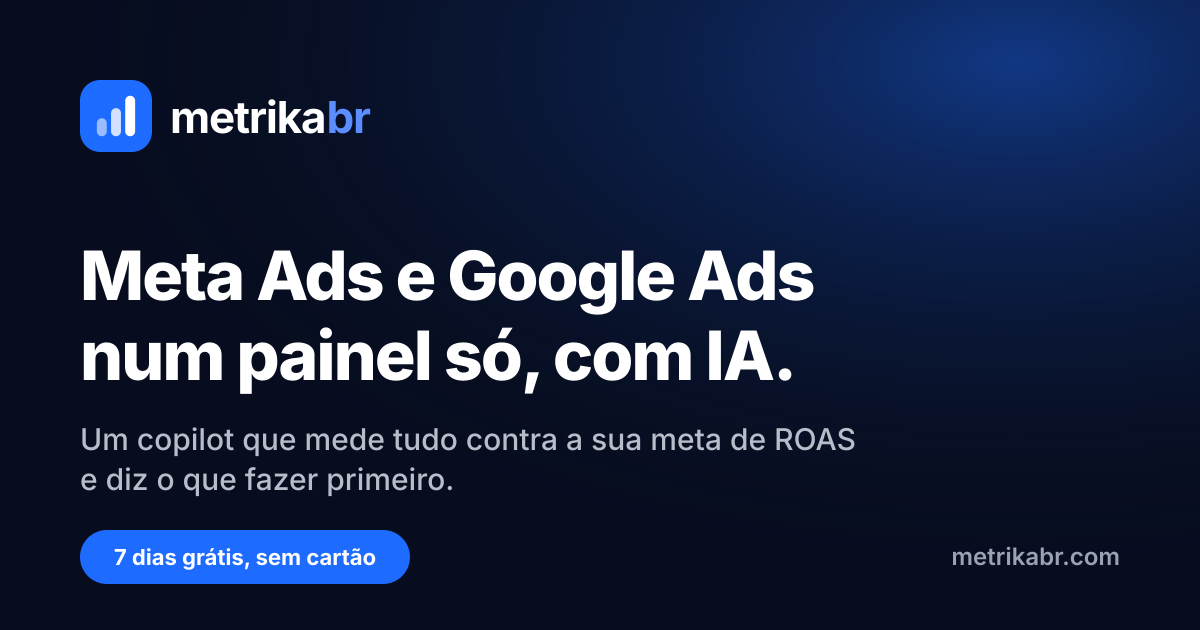 metrikabr
Meta Ads e Google Ads
num painel só, com IA.
Um copilot que mede tudo contra a sua meta de ROAS
e diz o que fazer primeiro.
7 dias grátis, sem cartão
metrikabr.com